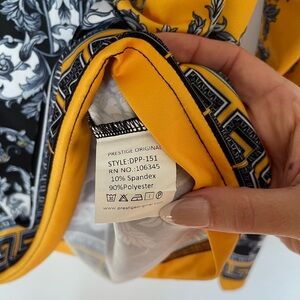 PRESTIGE ORIGINAL
STYLE:DPP-151
RN NO.:106345
10% Spandex
90%Polyester